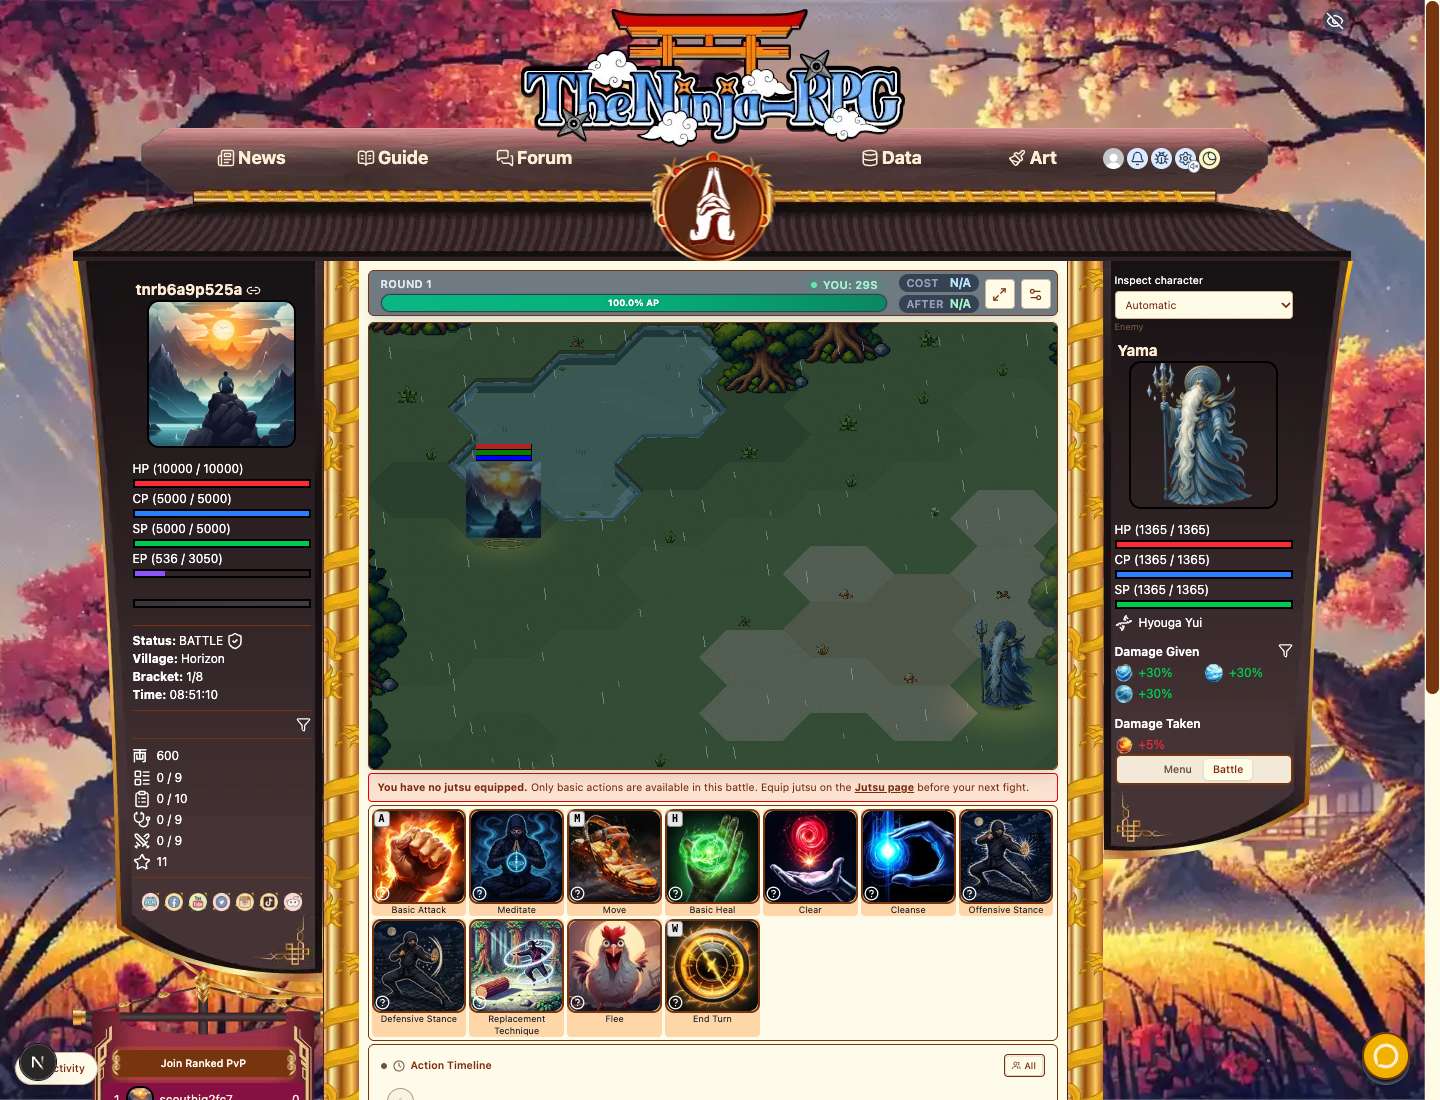 TheNinja-RPG
News
Guide
Forum
Data
Art
tnrb6a9p525a
HP (10000 / 10000)
CP (5000 / 5000)
SP (5000 / 5000)
EP (536 / 3050)
Status: BATTLE
Village: Horizon
Bracket: 1/8
Time: 08:51:10
両 600
0 / 9
0 / 10
0 / 9
0 / 9
11
Join Ranked PvP
ROUND 1
YOU: 29S
100.0% AP
COST N/A
AFTER N/A
You have no jutsu equipped. Only basic actions are available in this battle. Equip jutsu on the Jutsu page before your next fight.
A
Basic Attack
Meditate
M
Move
H
Basic Heal
Clear
Cleanse
Offensive Stance
Defensive Stance
Replacement
Technique
Flee
W
End Turn
Action Timeline
All
Inspect character
Automatic
Enemy
Yama
HP (1365 / 1365)
CP (1365 / 1365)
SP (1365 / 1365)
Hyouga Yui
Damage Given
+30%
+30%
+30%
Damage Taken
+5%
Menu
Battle
N